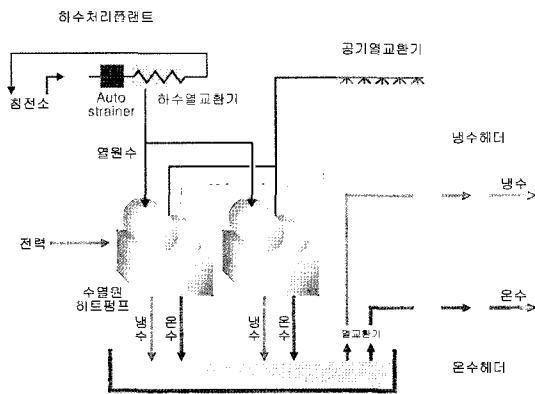 하수처리플랜트
공기열교환기
침전소
Auto
strainer
하수열교환기
냉수헤더
열원수
냉수
전력
수열원
히트펌프
온수
냉수
온수
냉수
온수
열교환기
온수헤더